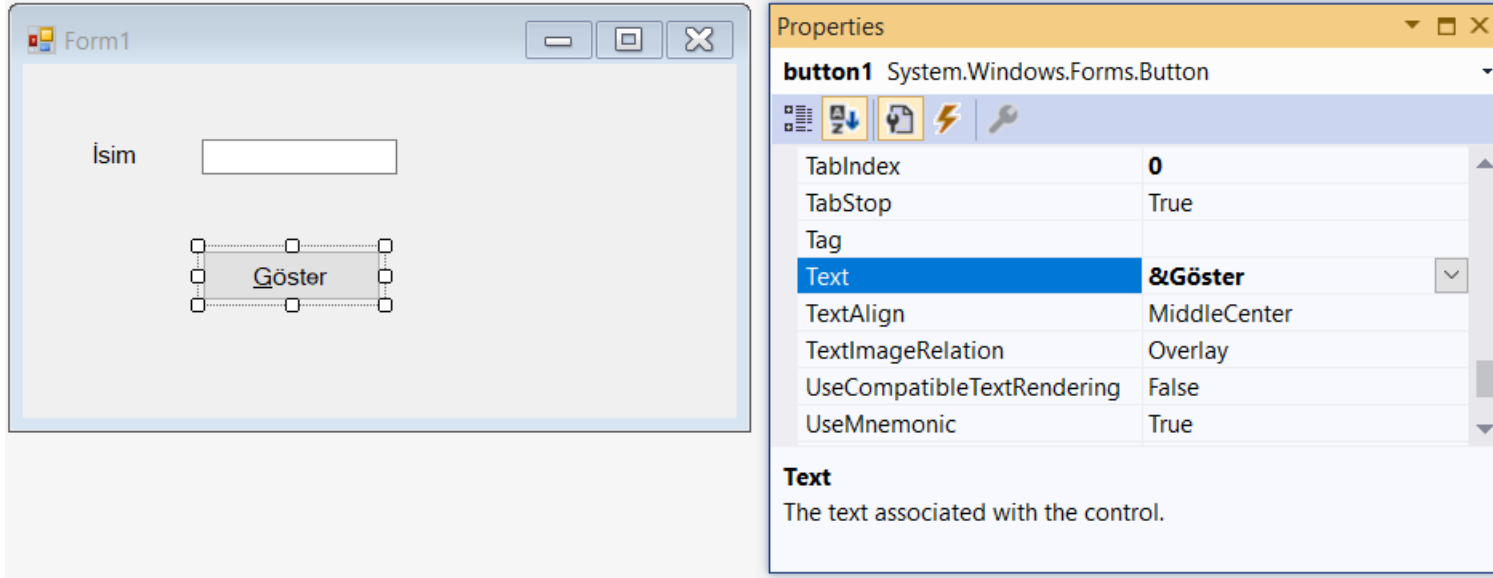 Form1
İsim
Göster
Properties
button1 System.Windows.Forms.Button
TabIndex 0
TabStop True
Tag
Text &Göster
TextAlign MiddleCenter
TextImageRelation Overlay
UseCompatibleTextRendering False
UseMnemonic True
Text
The text associated with the control.